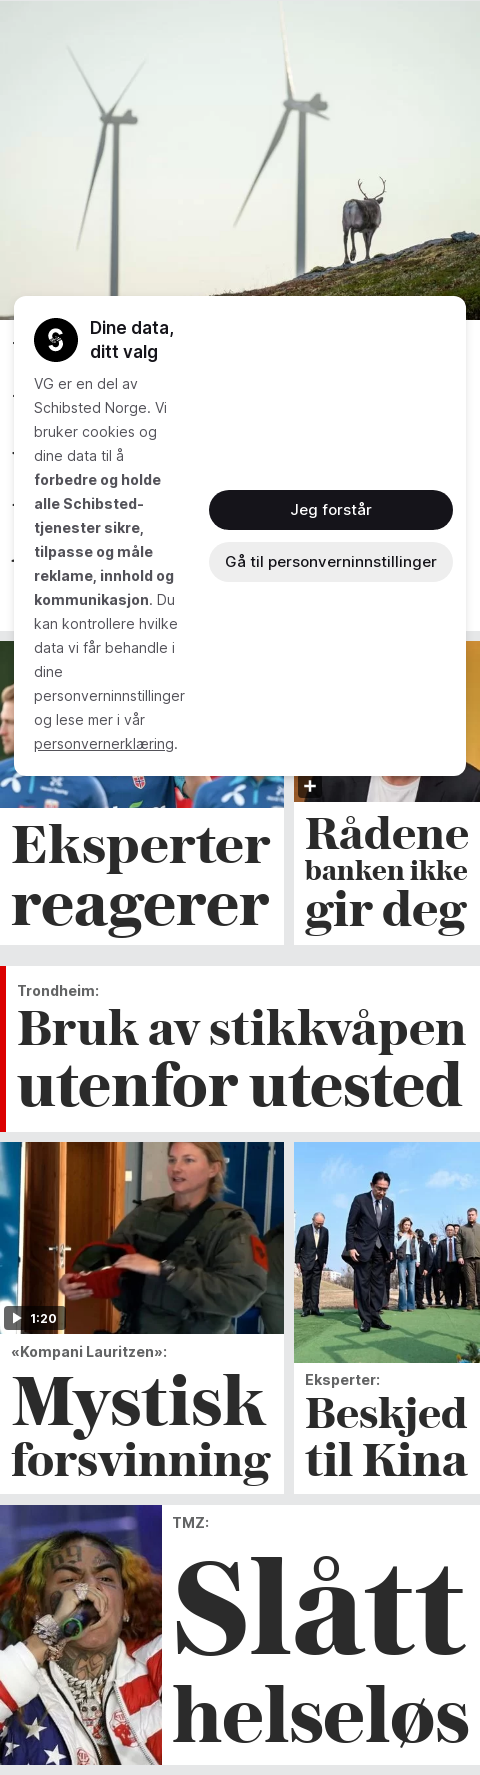 Dine data,
ditt valg
VG er en del av
Schibsted Norge. Vi
bruker cookies og
dine data til å
forbedre og holde
alle Schibsted-
tjenester sikre,
tilpasse og måle
reklame, innhold og
kommunikasjon. Du
kan kontrollere hvilke
data vi får behandle i
dine
personverninnstillinger
og lese mer i vår
personvernerklæring.
Jeg forstår
Gå til personverninnstillinger
Eksperter
reagerer
Rådene
banken ikke
gir deg
Trondheim:
Bruk av stikkvåpen
utenfor utested
1:20
«Kompani Lauritzen»:
Mystisk
forsvinning
Eksperter:
Beskjed
til Kina
TMZ:
Slått
helseløs